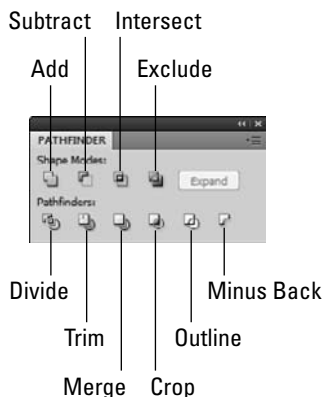 Subtract Intersect
Add Exclude
PATHFINDER
Shape Modes:
Expand
Pathfinders:
Divide Minus Back
Trim Outline
Merge Crop